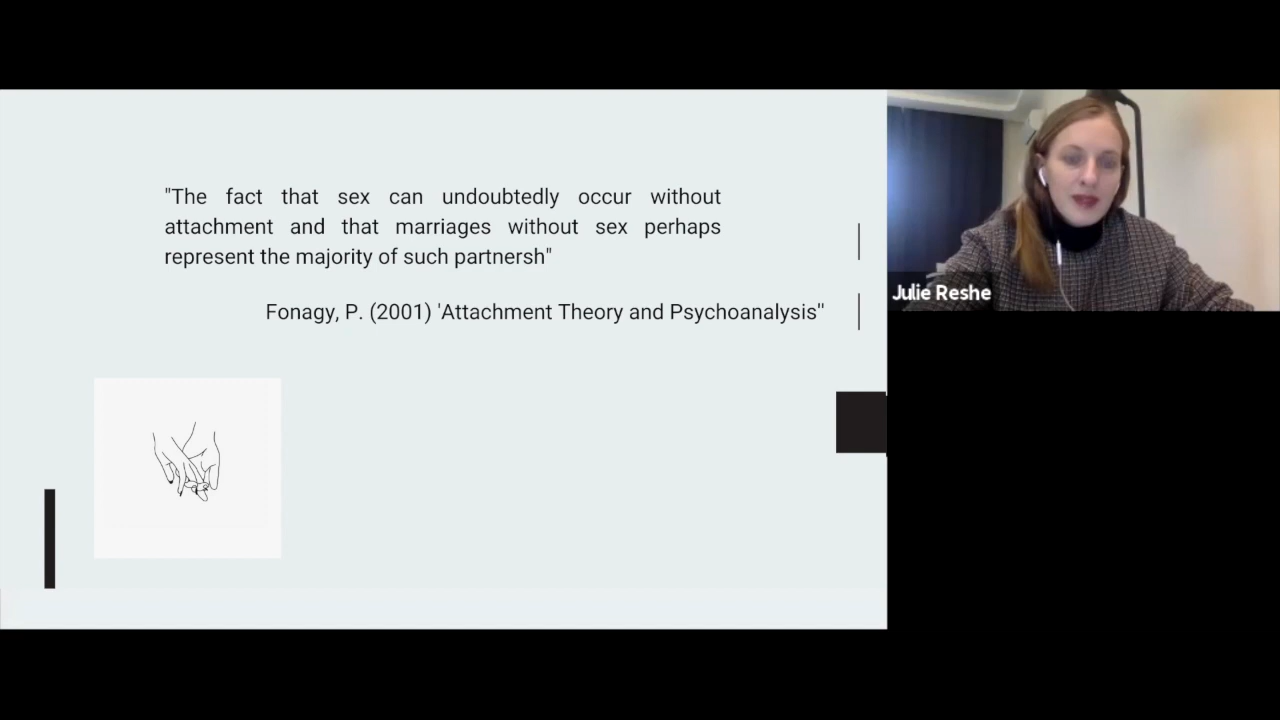 "The fact that sex can undoubtedly occur without
attachment and that marriages without sex perhaps
represent the majority of such partnersh"
Fonagy, P. (2001) 'Attachment Theory and Psychoanalysis"
Julie Reshe